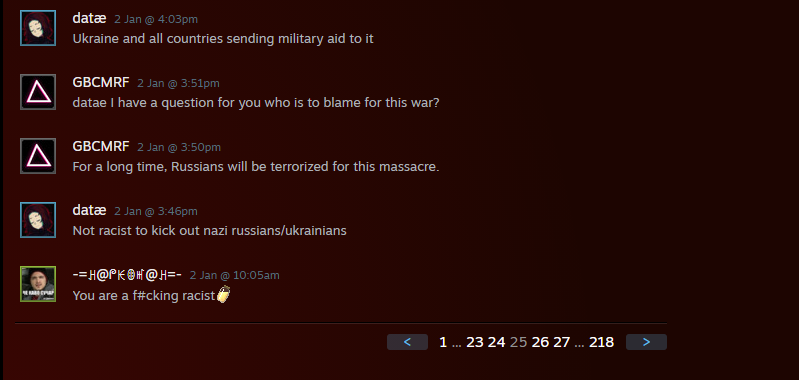 datæ 2 Jan @ 4:03pm
Ukraine and all countries sending military aid to it
GBCMRF 2 Jan @ 3:51pm
datae I have a question for you who is to blame for this war?
GBCMRF 2 Jan @ 3:50pm
For a long time, Russians will be terrorized for this massacre.
datæ 2 Jan @ 3:46pm
Not racist to kick out nazi russians/ukrainians
2 Jan @ 10:05am
You are a f#cking racist
< 1 ... 23 24 25 26 27 ... 218 >